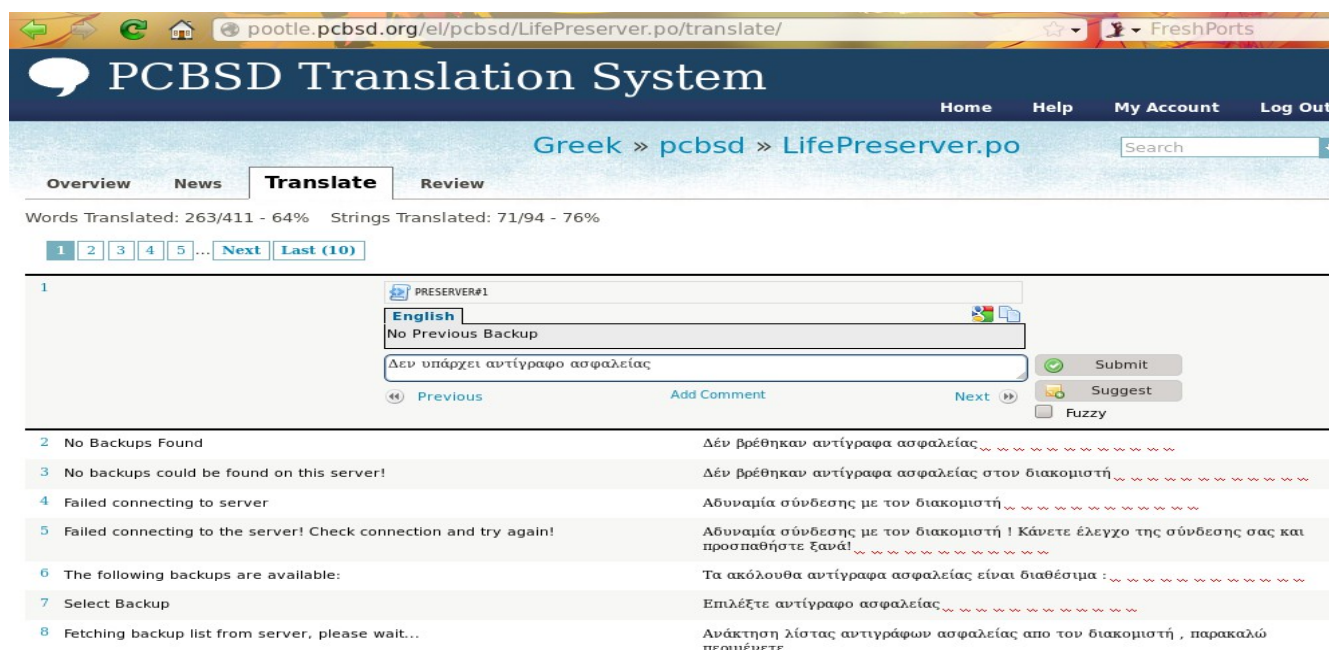 pootle.pcbsd.org/el/pcbsd/LifePreserver.po/translate/ FreshPorts
PCBSD Translation System
Home Help My Account Log Out
Greek » pcbsd » LifePreserver.po Search
Overview News Translate Review
Words Translated: 263/411 - 64% Strings Translated: 71/94 - 76%
1 2 3 4 5 ... Next Last (10)
1 PRESERVER#1
English
No Previous Backup
Δεν υπάρχει αντίγραφο ασφαλείας Submit
Previous Add Comment Next Suggest
Fuzzy
2 No Backups Found Δέν βρέθηκαν αντίγραφα ασφαλείας
3 No backups could be found on this server! Δέν βρέθηκαν αντίγραφα ασφαλείας στον διακομιστή
4 Failed connecting to server Αδυναμία σύνδεσης με τον διακομιστή
5 Failed connecting to the server! Check connection and try again! Αδυναμία σύνδεσης με τον διακομιστή ! Κάνετε έλεγχο της σύνδεσης σας και
προσπαθήστε ξανά!
6 The following backups are available: Τα ακόλουθα αντίγραφα ασφαλείας είναι διαθέσιμα :
7 Select Backup Επιλέξτε αντίγραφο ασφαλείας
8 Fetching backup list from server, please wait... Ανάκτηση λίστας αντιγράφων ασφαλείας απο τον διακομιστή , παρακαλώ
περιμένετε